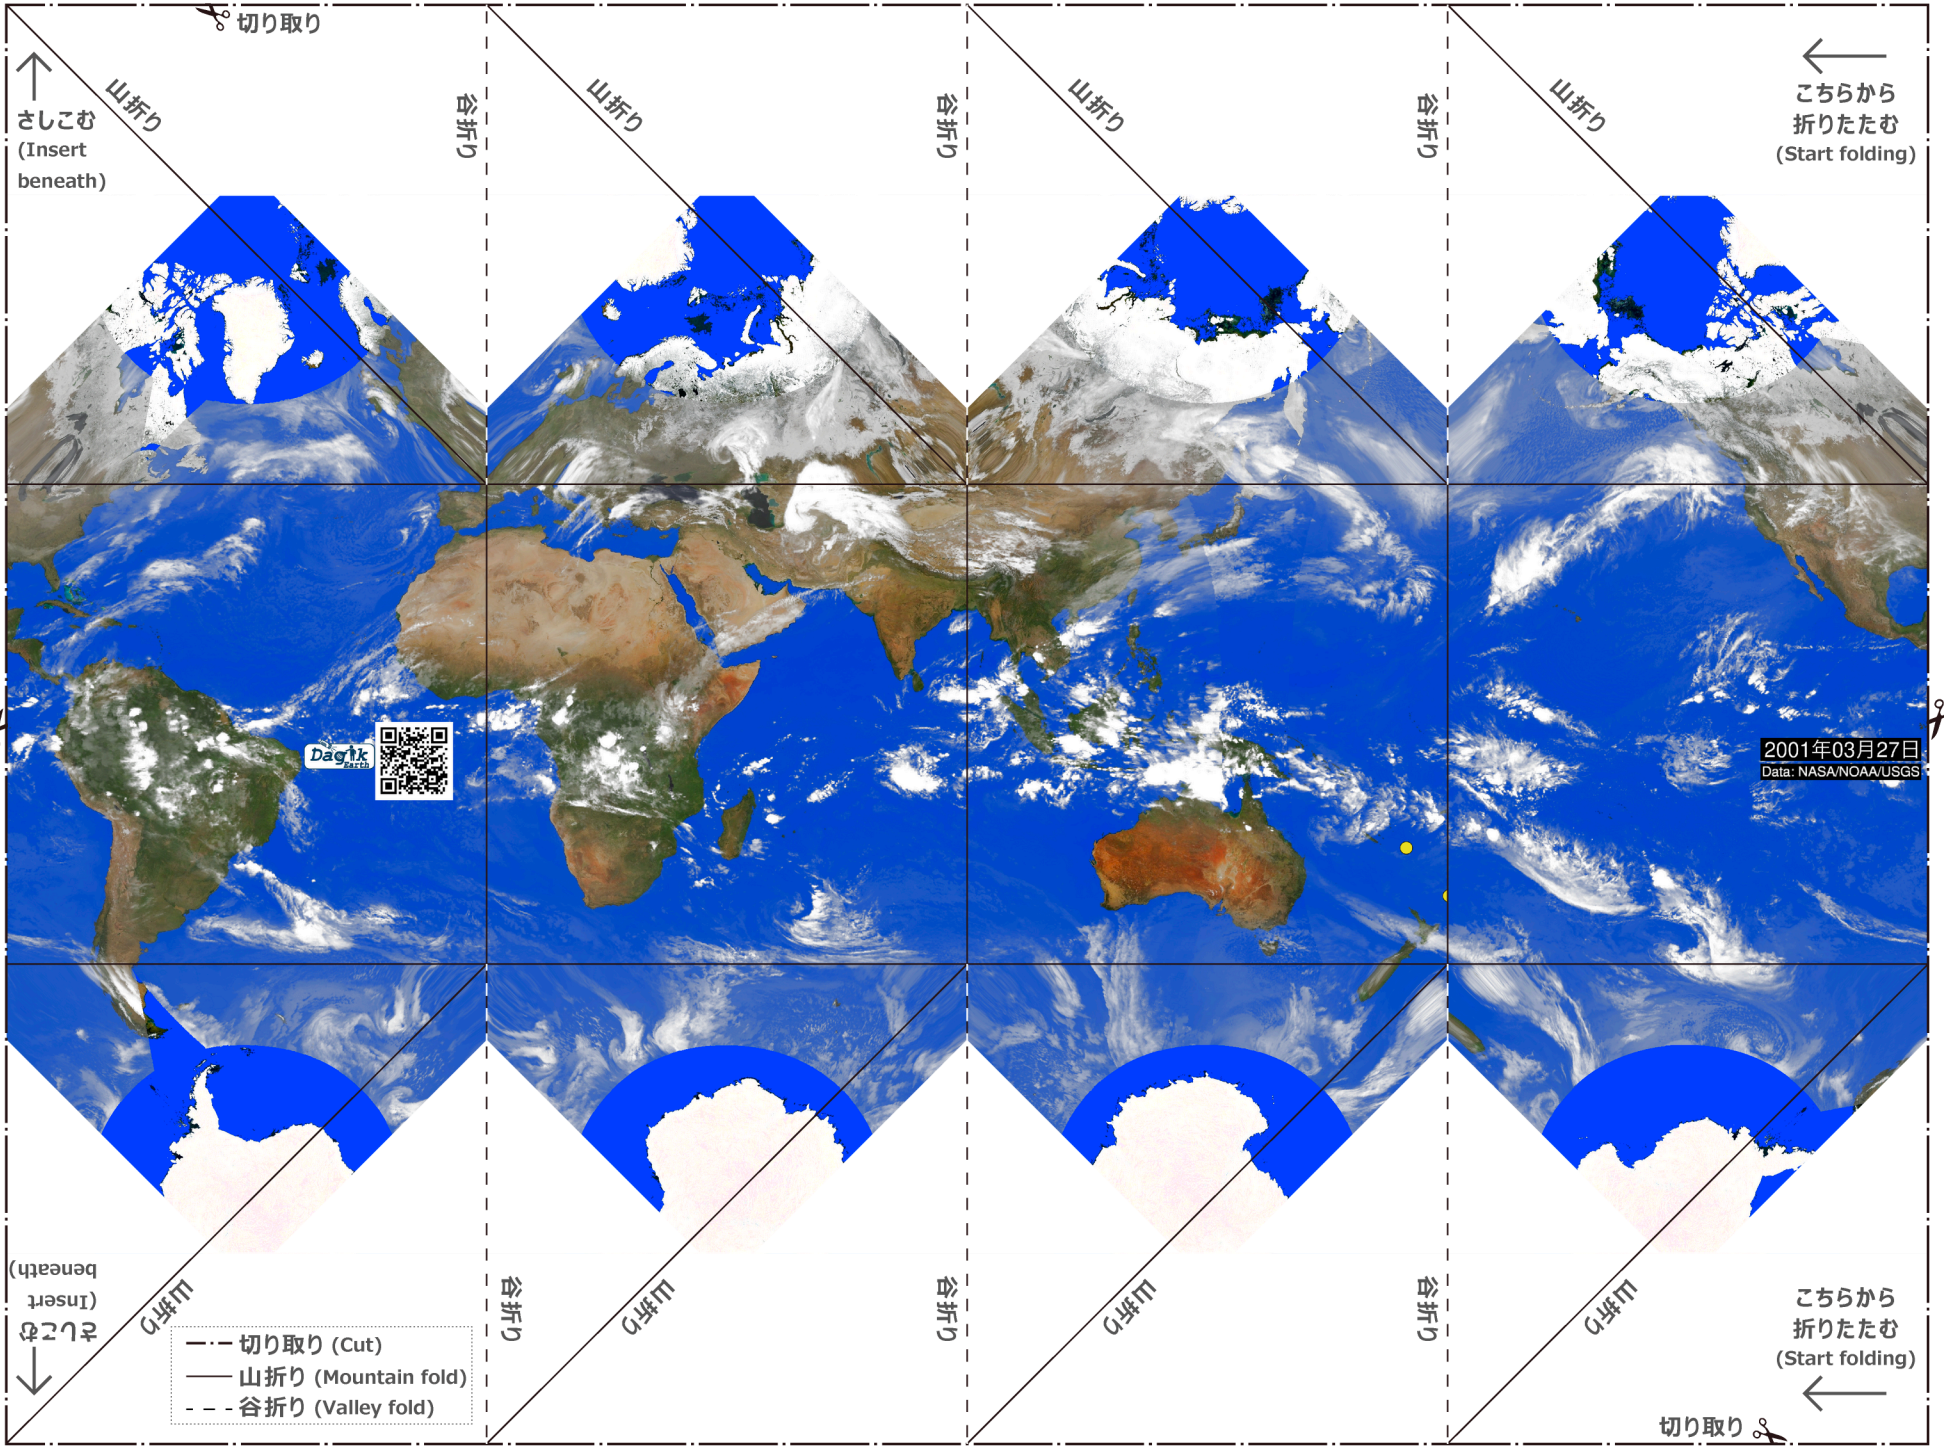 切り取り
山折り
谷折り
山折り
谷折り
山折り
谷折り
山折り
さしこむ
(Insert
beneath)
こちらから
折りたたむ
(Start folding)
Dagik
Earth
2001年03月27日
Data: NASA/NOAA/USGS
さしこむ
(Insert
beneath)
山折り
谷折り
山折り
谷折り
山折り
谷折り
山折り
こちらから
折りたたむ
(Start folding)
切り取り (Cut)
山折り (Mountain fold)
谷折り (Valley fold)
切り取り